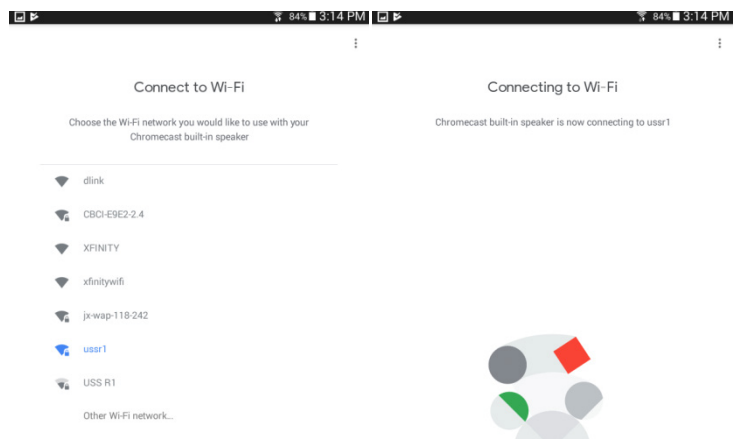 84% 3:14 PM
Connect to Wi-Fi
Choose the Wi-Fi network you would like to use with your
Chromecast built-in speaker
dlink
CBCI-E9E2-2.4
XFINITY
xfinitywifi
jx-wap-118-242
ussr1
USS R1
Other Wi-Fi network...
84% 3:14 PM
Connecting to Wi-Fi
Chromecast built-in speaker is now connecting to ussr1